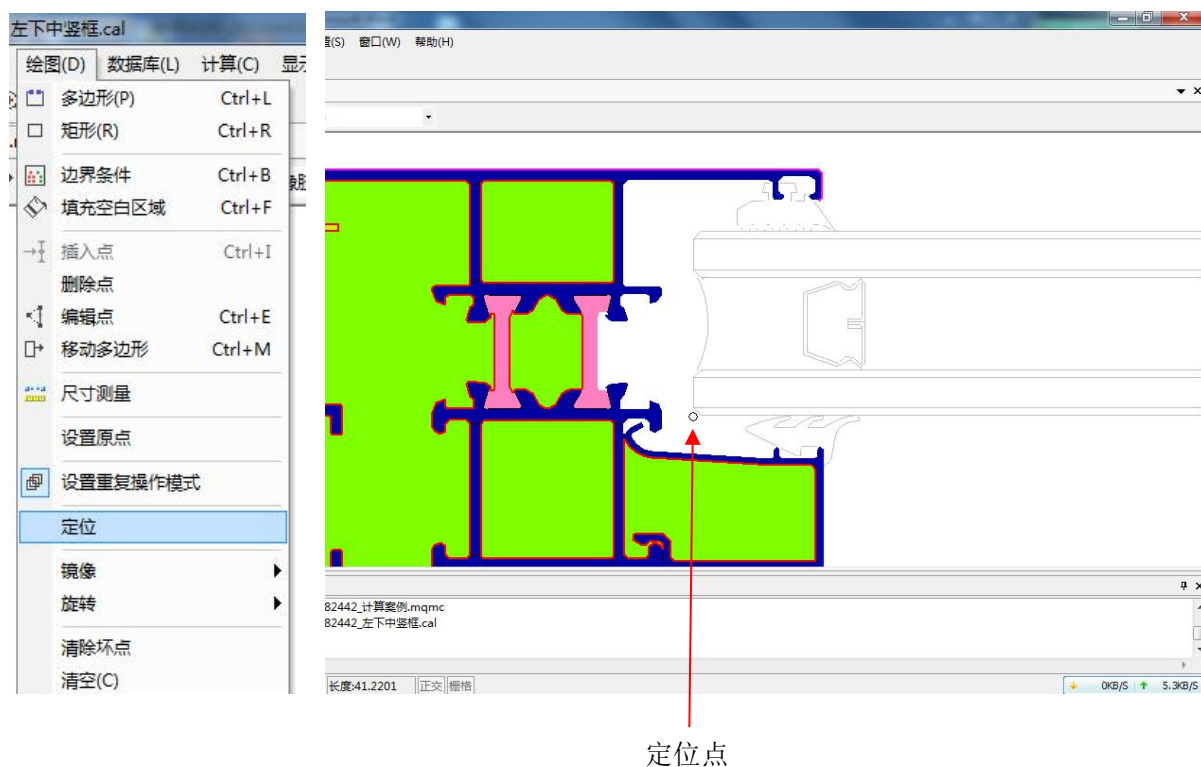 左下中竖框.cal
绘图(D) 数据库(L) 计算(C) 显示
多边形(P) Ctrl+L
矩形(R) Ctrl+R
边界条件 Ctrl+B
填充空白区域 Ctrl+F
插入点 Ctrl+I
删除点
编辑点 Ctrl+E
移动多边形 Ctrl+M
尺寸测量
设置原点
设置重复操作模式
定位
镜像
旋转
清除坏点
清空(C)
(S) 窗口(W) 帮助(H)
82442_计算案例.mqmc
82442_左下中竖框.cal
长度:41.2201 正交 栅格
0KB/S 5.3KB/S
定位点